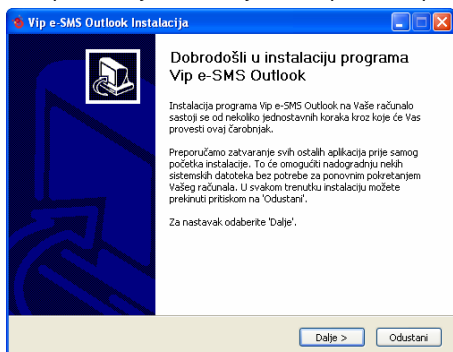 Vip e-SMS Outlook Instalacija
Dobrodošli u instalaciju programa
Vip e-SMS Outlook
Instalacija programa Vip e-SMS Outlook na Vaše računalo
sastoji se od nekoliko jednostavnih koraka kroz koje će Vas
provesti ovaj čarobnjak.
Preporučamo zatvaranje svih ostalih aplikacija prije samog
početka instalacije. To će omogućiti nadogradnju nekih
sistemskih datoteka bez potrebe za ponovnim pokretanjem
Vašeg računala. U svakom trenutku instalaciju možete
prekinuti pritiskom na 'Odustani'.
Za nastavak odaberite 'Dalje'.
Dalje >
Odustani